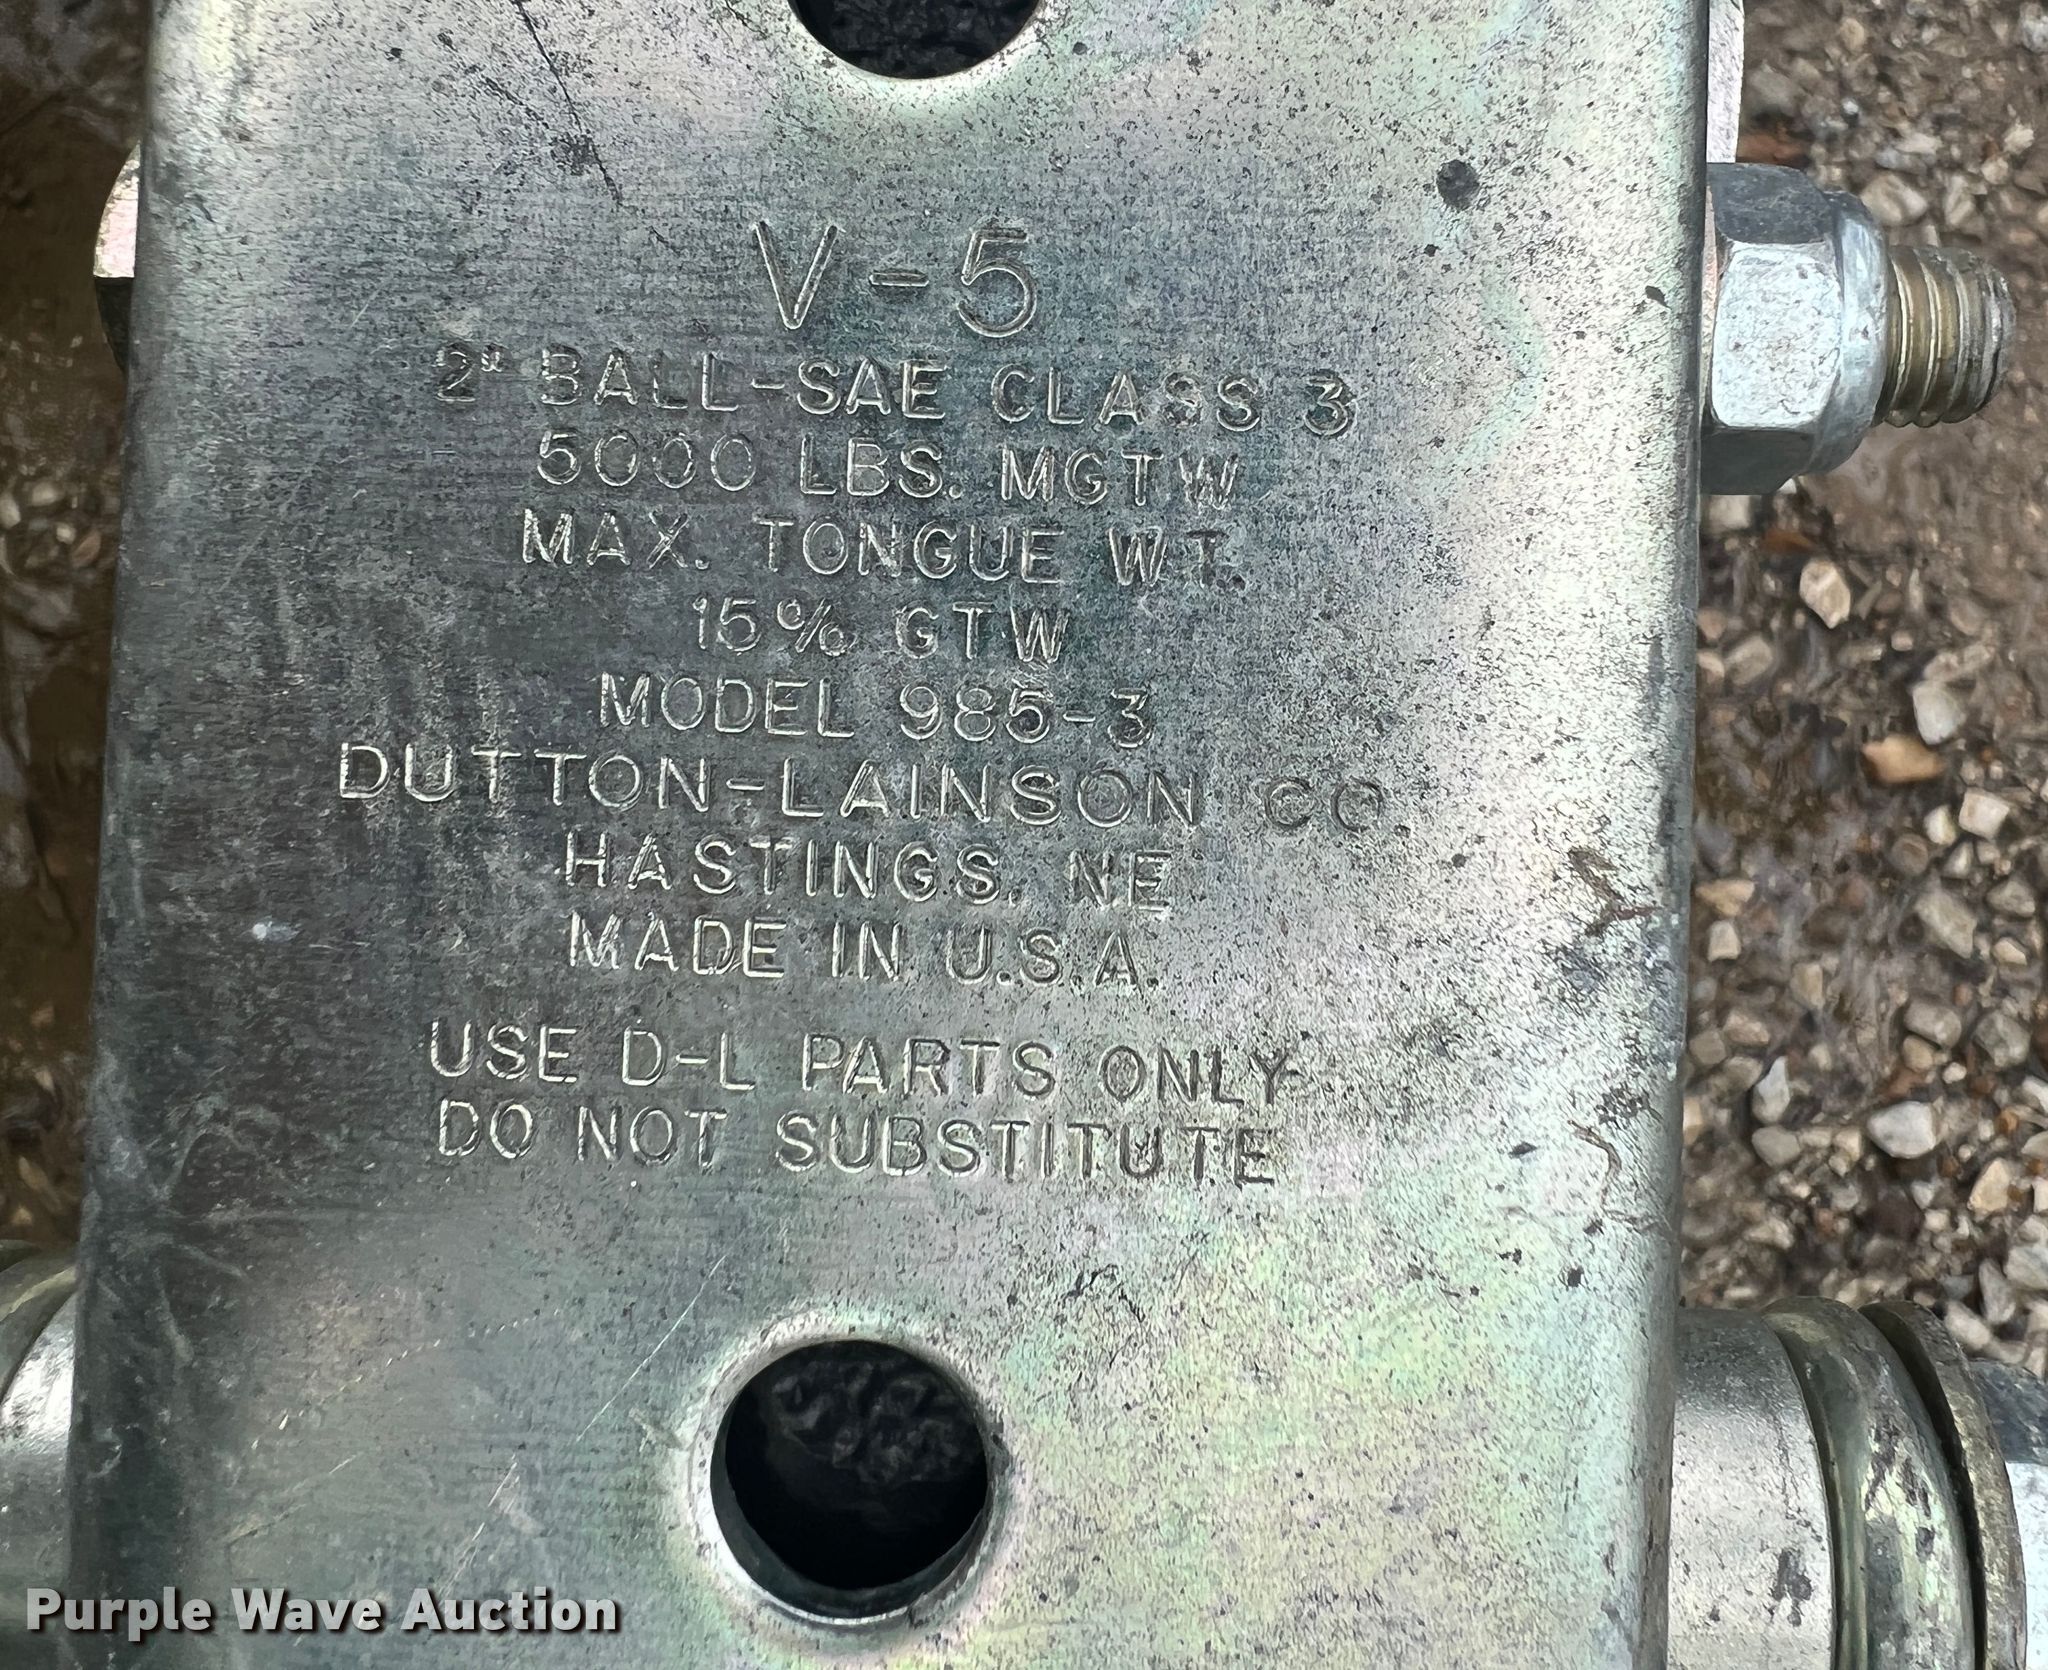 V-5
2" BALL-SAE CLASS 3
5000 LBS. MGTW
MAX. TONGUE WT.
15% GTW
MODEL 985-3
DUTTON-LAINSON CO.
HASTINGS, NE
MADE IN U.S.A.
USE D-L PARTS ONLY
DO NOT SUBSTITUTE
Purple Wave Auction